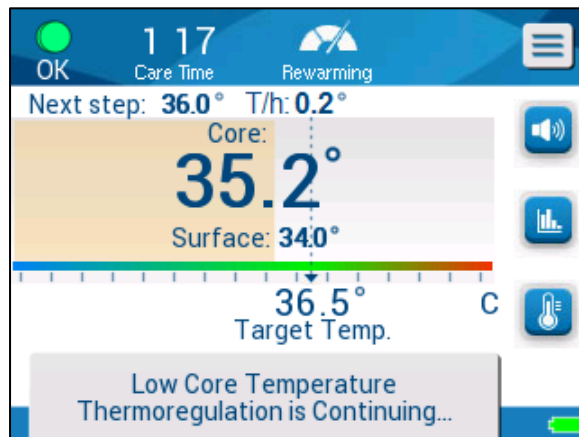 OK
1 17
Care Time
Rewarming
Next step: 36.0° T/h: 0.2°
Core:
35.2°
Surface: 34.0°
36.5° C
Target Temp.
Low Core Temperature
Thermoregulation is Continuing...